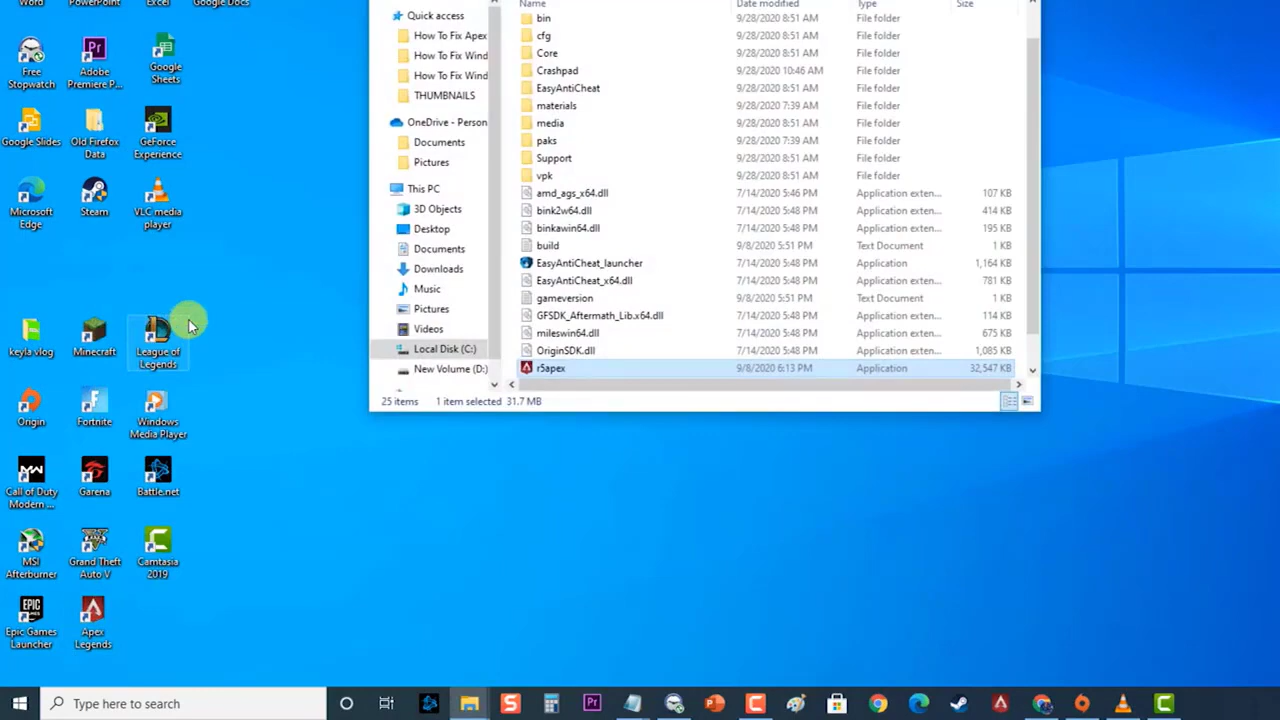 Word
PowerPoint
Excel
Google Docs
Free
Stopwatch
Adobe
Premiere P...
Google
Sheets
Google Slides
Old Firefox
Data
GeForce
Experience
Microsoft
Edge
Steam
VLC media
player
keyla vlog
Minecraft
League of
Legends
Origin
Fortnite
Windows
Media Player
Call of Duty
Modern ...
Garena
Battle.net
MSI
Afterburner
Grand Theft
Auto V
Camtasia
2019
Epic Games
Launcher
Apex
Legends
Quick access
How To Fix Apex
How To Fix Wind
How To Fix Wind
THUMBNAILS
OneDrive - Person
Documents
Pictures
This PC
3D Objects
Desktop
Documents
Downloads
Music
Pictures
Videos
Local Disk (C:)
New Volume (D:)
Name Date modified Type Size
bin 9/28/2020 8:51 AM File folder
cfg 9/28/2020 8:51 AM File folder
Core 9/28/2020 8:51 AM File folder
Crashpad 9/28/2020 10:46 AM File folder
EasyAntiCheat 9/28/2020 8:51 AM File folder
materials 9/28/2020 7:39 AM File folder
media 9/28/2020 8:51 AM File folder
paks 9/28/2020 7:39 AM File folder
Support 9/28/2020 8:51 AM File folder
vpk 9/28/2020 8:51 AM File folder
amd_ags_x64.dll 7/14/2020 5:46 PM Application exten... 107 KB
bink2w64.dll 7/14/2020 5:48 PM Application exten... 414 KB
binkawin64.dll 7/14/2020 5:48 PM Application exten... 195 KB
build 9/8/2020 5:51 PM Text Document 1 KB
EasyAntiCheat_launcher 7/14/2020 5:48 PM Application 1,164 KB
EasyAntiCheat_x64.dll 7/14/2020 5:48 PM Application exten... 781 KB
gameversion 9/8/2020 5:51 PM Text Document 1 KB
GFSDK_Aftermath_Lib.x64.dll 7/14/2020 5:48 PM Application exten... 114 KB
mileswin64.dll 7/14/2020 5:48 PM Application exten... 675 KB
OriginSDK.dll 7/14/2020 5:48 PM Application exten... 1,085 KB
r5apex 9/8/2020 6:13 PM Application 32,547 KB
25 items 1 item selected 31.7 MB
Type here to search